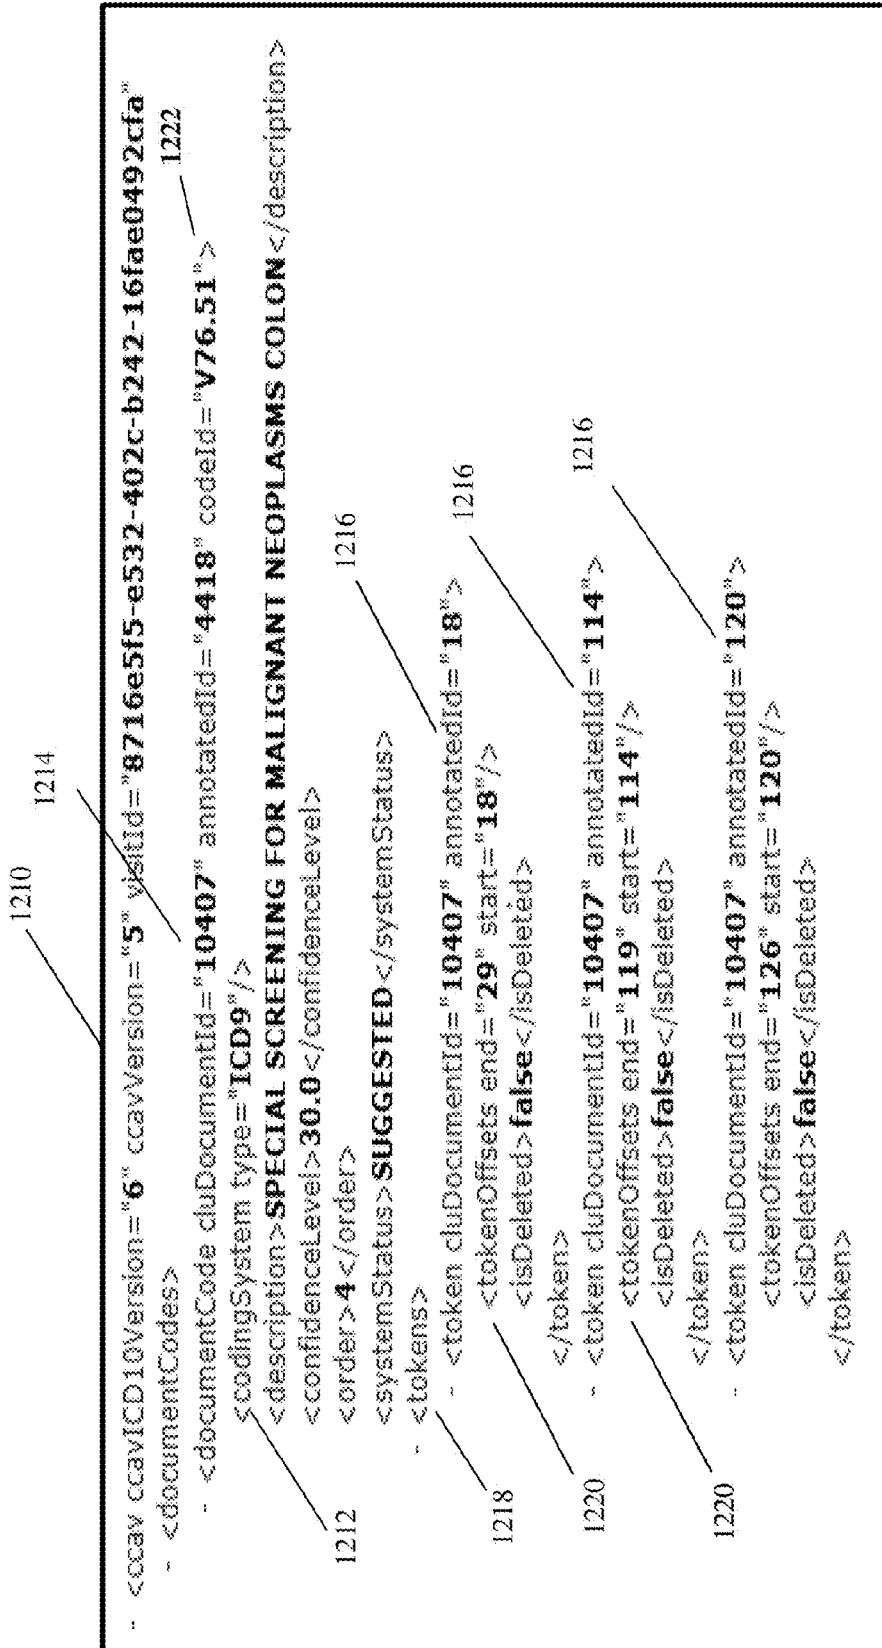 1210
1214
- <ccav ccavICD10Version="6" ccavVersion="5" visitId="8716e5f5-e532-402c-b242-16fae0492cfa"
- <documentCodes>
1222
- <documentCode cluDocumentId="10407" annotatedId="4418" codeId="V76.51">
<codingSystem type="ICD9"/>
<description>SPECIAL SCREENING FOR MALIGNANT NEOPLASMS COLON</description>
<confidenceLevel>30.0</confidenceLevel>
1212
<order>4</order>
1216
<systemStatus>SUGGESTED</systemStatus>
- <tokens>
1216
- <token cluDocumentId="10407" annotatedId="18">
<tokenOffsets end="29" start="18"/>
1218
<isDeleted>false</isDeleted>
</token>
1216
- <token cluDocumentId="10407" annotatedId="114">
1220
<tokenOffsets end="119" start="114"/>
<isDeleted>false</isDeleted>
</token>
1220
- <token cluDocumentId="10407" annotatedId="120">
<tokenOffsets end="126" start="120"/>
<isDeleted>false</isDeleted>
</token>